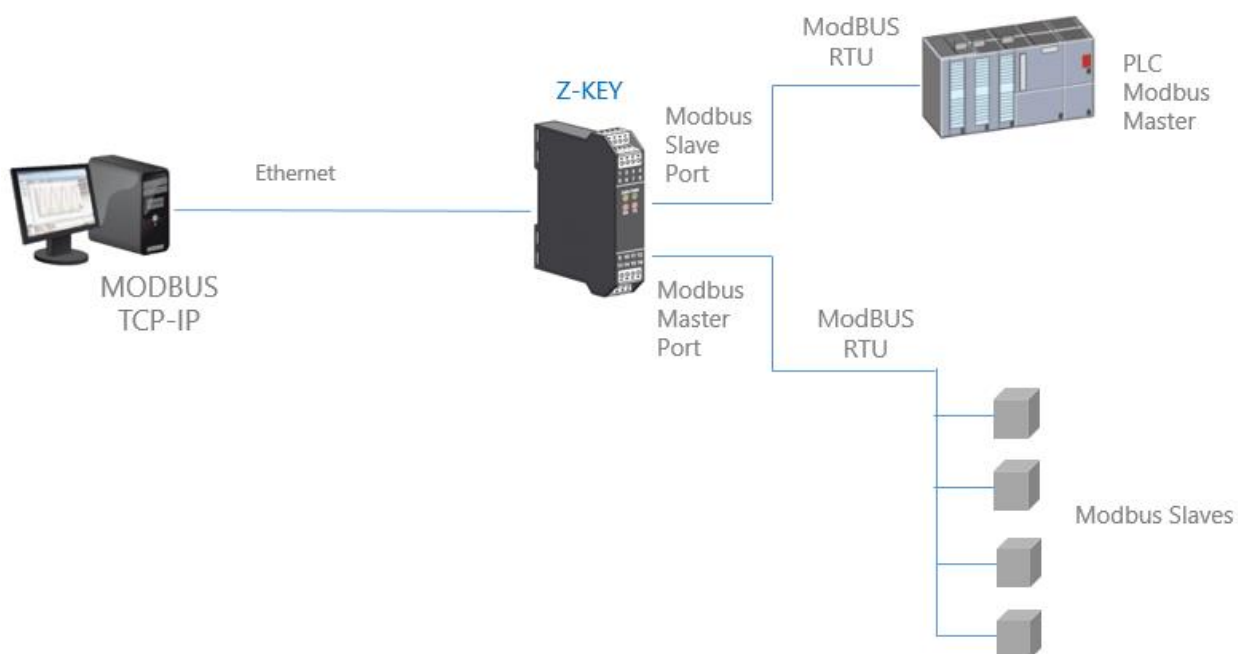 ModBUS
RTU
PLC
Modbus
Master
Z-KEY
Modbus
Slave
Port
Ethernet
MODBUS
TCP-IP
Modbus
Master
Port
ModBUS
RTU
Modbus Slaves